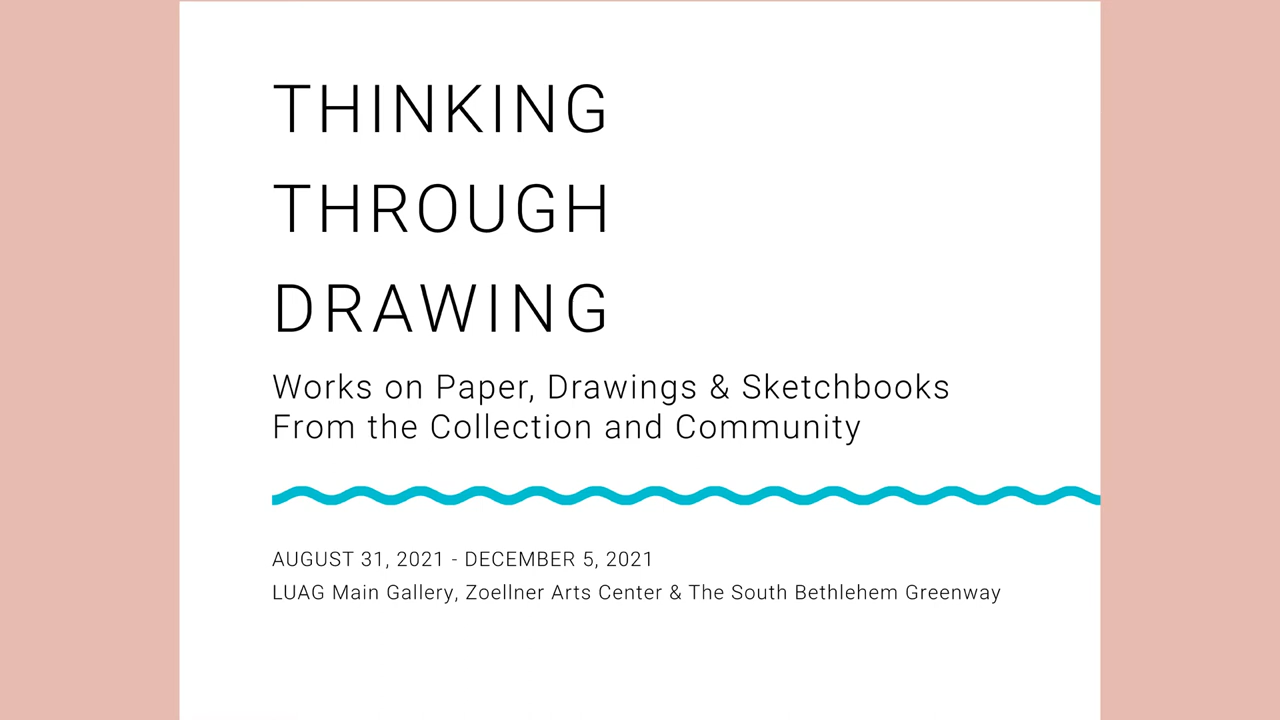 THINKING
THROUGH
DRAWING
Works on Paper, Drawings & Sketchbooks
From the Collection and Community
AUGUST 31, 2021 - DECEMBER 5, 2021
LUAG Main Gallery, Zoellner Arts Center & The South Bethlehem Greenway